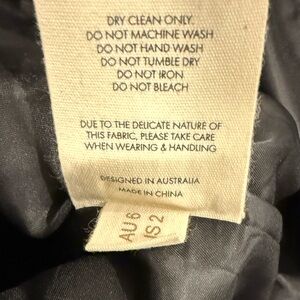 DRY CLEAN ONLY.
DO NOT MACHINE WASH
DO NOT HAND WASH
DO NOT TUMBLE DRY
DO NOT IRON
DO NOT BLEACH
DUE TO THE DELICATE NATURE OF
THIS FABRIC, PLEASE TAKE CARE
WHEN WEARING & HANDLING
DESIGNED IN AUSTRALIA
MADE IN CHINA
AU 6
US 2